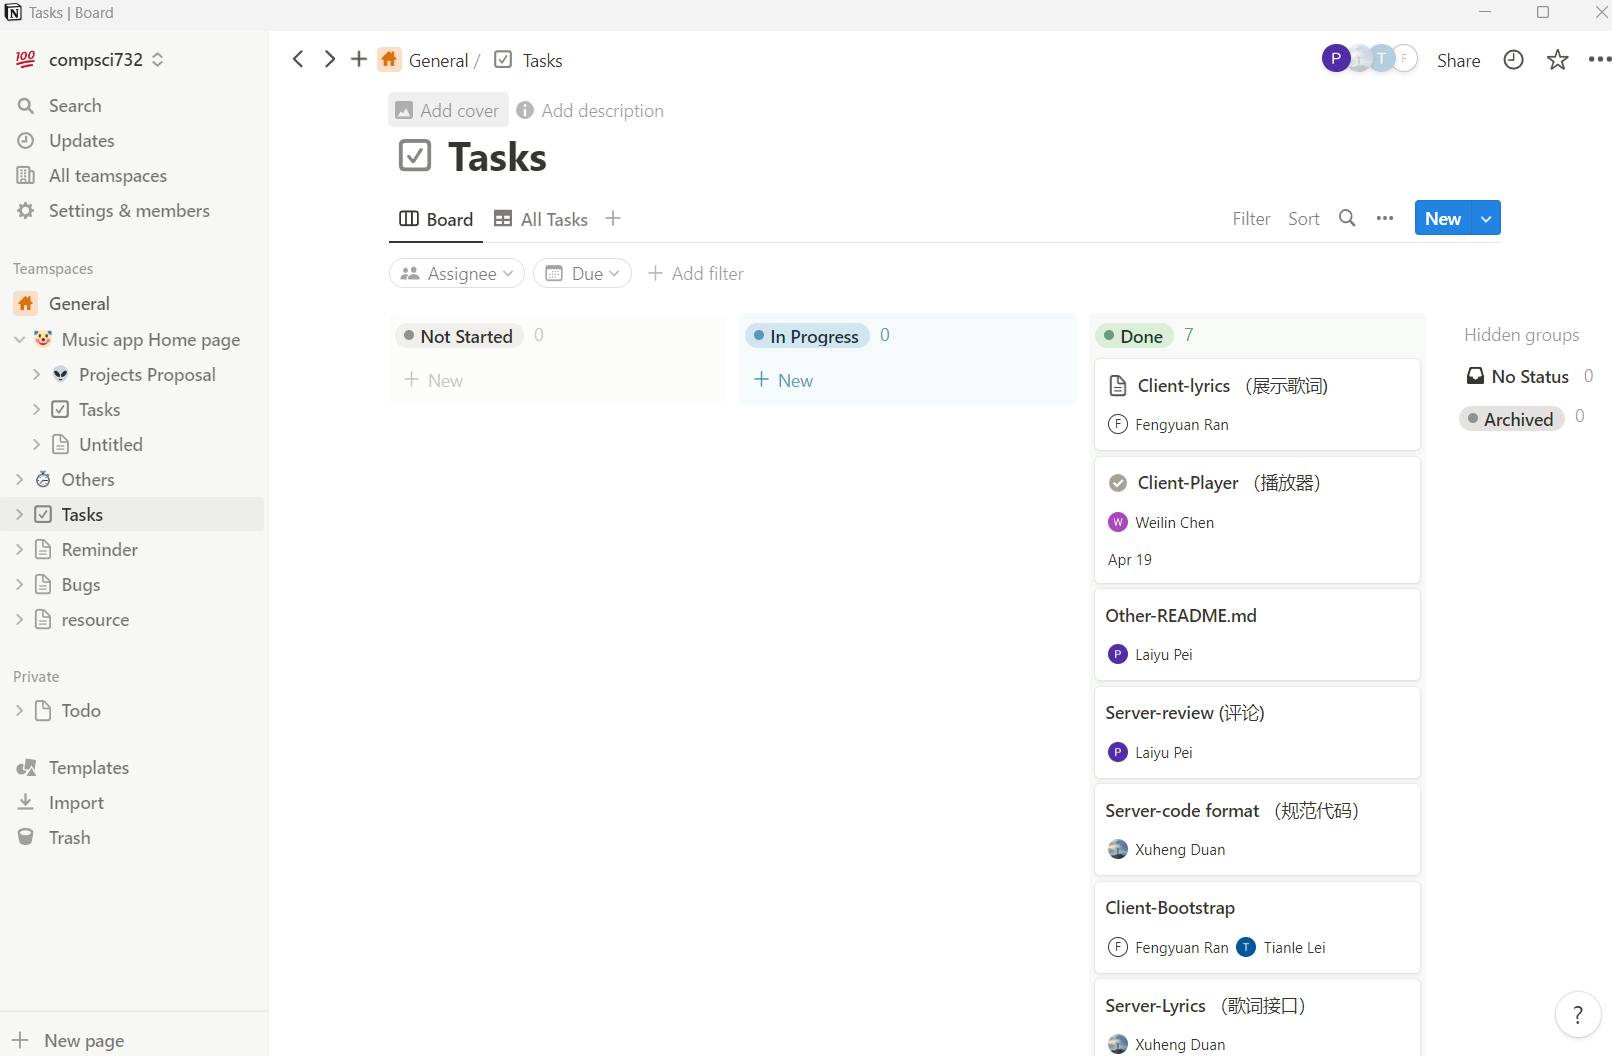 Tasks | Board
compsci732
Search
Updates
All teamspaces
Settings & members
Teamspaces
General
Music app Home page
Projects Proposal
Tasks
Untitled
Others
Tasks
Reminder
Bugs
resource
Private
Todo
Templates
Import
Trash
New page
General / Tasks
P T F
Share
Add cover Add description
Tasks
Board All Tasks
Filter Sort New
Assignee Due Add filter
Not Started 0
New
In Progress 0
New
Done 7
Client-lyrics （展示歌词)
F Fengyuan Ran
Client-Player （播放器）
W Weilin Chen
Apr 19
Other-README.md
P Laiyu Pei
Server-review (评论)
P Laiyu Pei
Server-code format （规范代码）
Xuheng Duan
Client-Bootstrap
F Fengyuan Ran T Tianle Lei
Server-Lyrics （歌词接口）
Xuheng Duan
Hidden groups
No Status 0
Archived 0
?